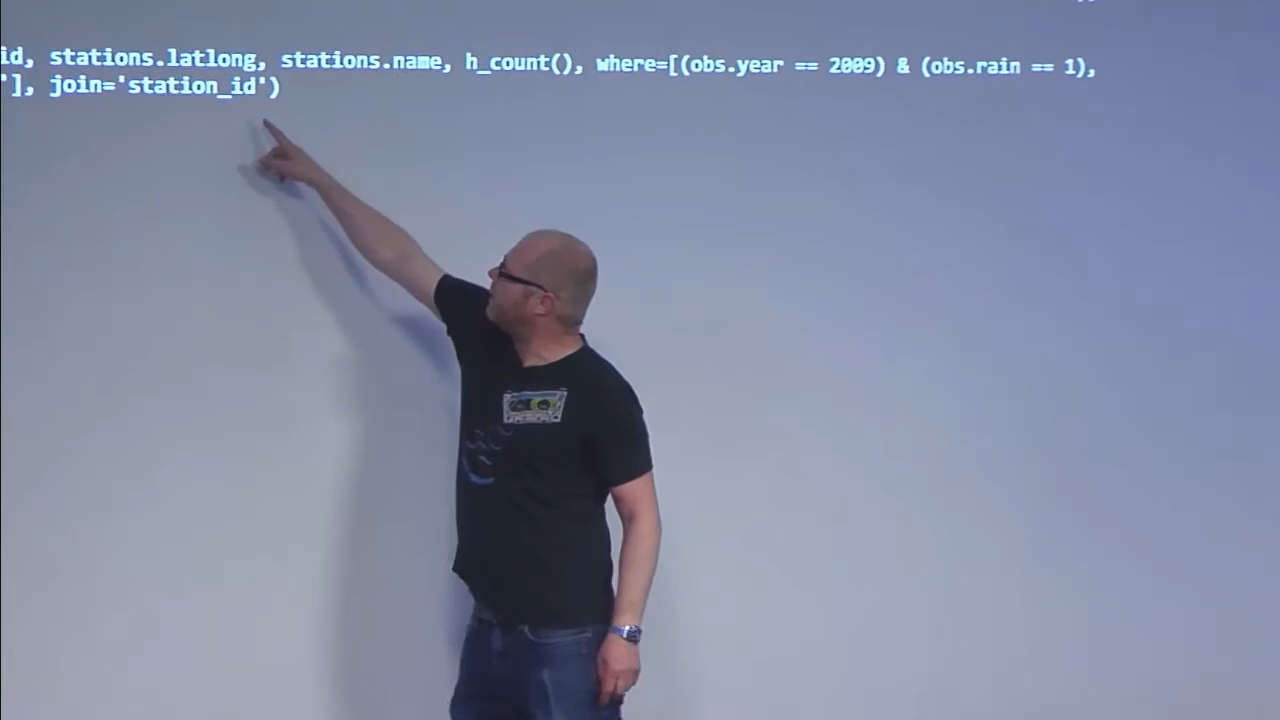 id, stations.latlong, stations.name, h_count(), where=[(obs.year == 2009) & (obs.rain == 1),
'], join='station_id')